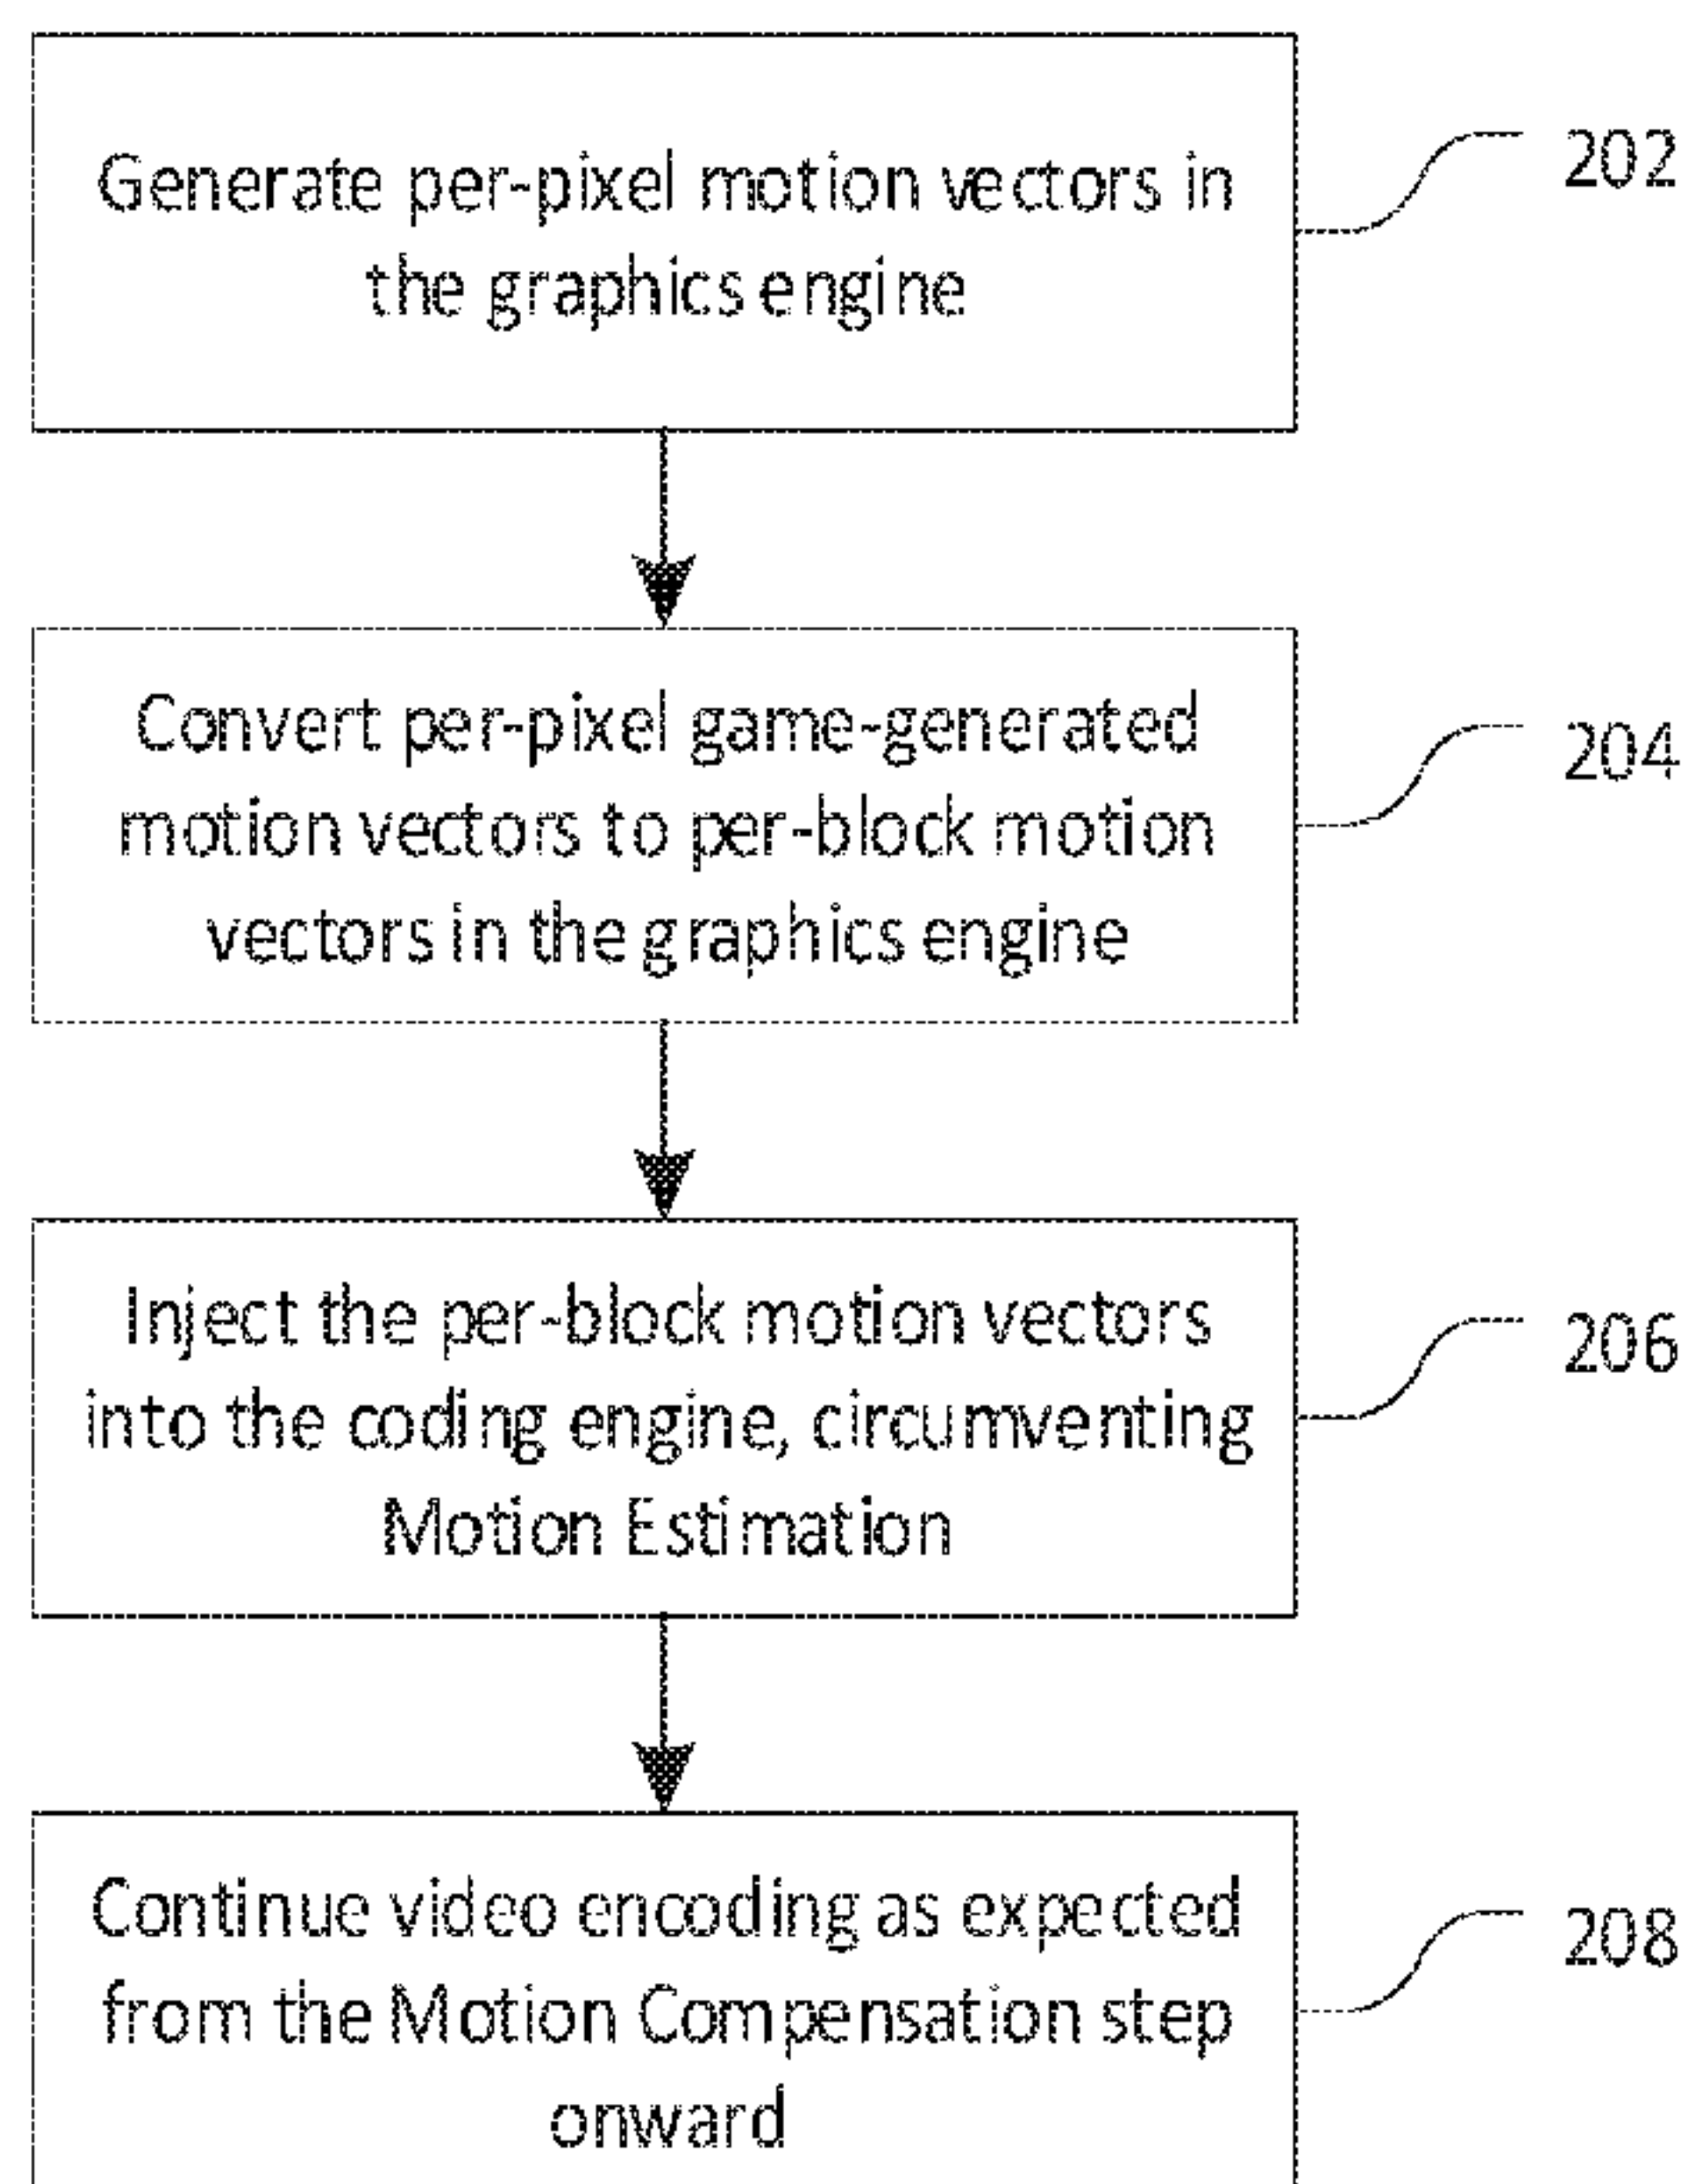 Generate per-pixel motion vectors in
the graphics engine
202
Convert per-pixel game-generated
motion vectors to per-block motion
vectors in the graphics engine
204
Inject the per-block motion vectors
into the coding engine, circumventing
Motion Estimation
206
Continue video encoding as expected
from the Motion Compensation step
onward
208